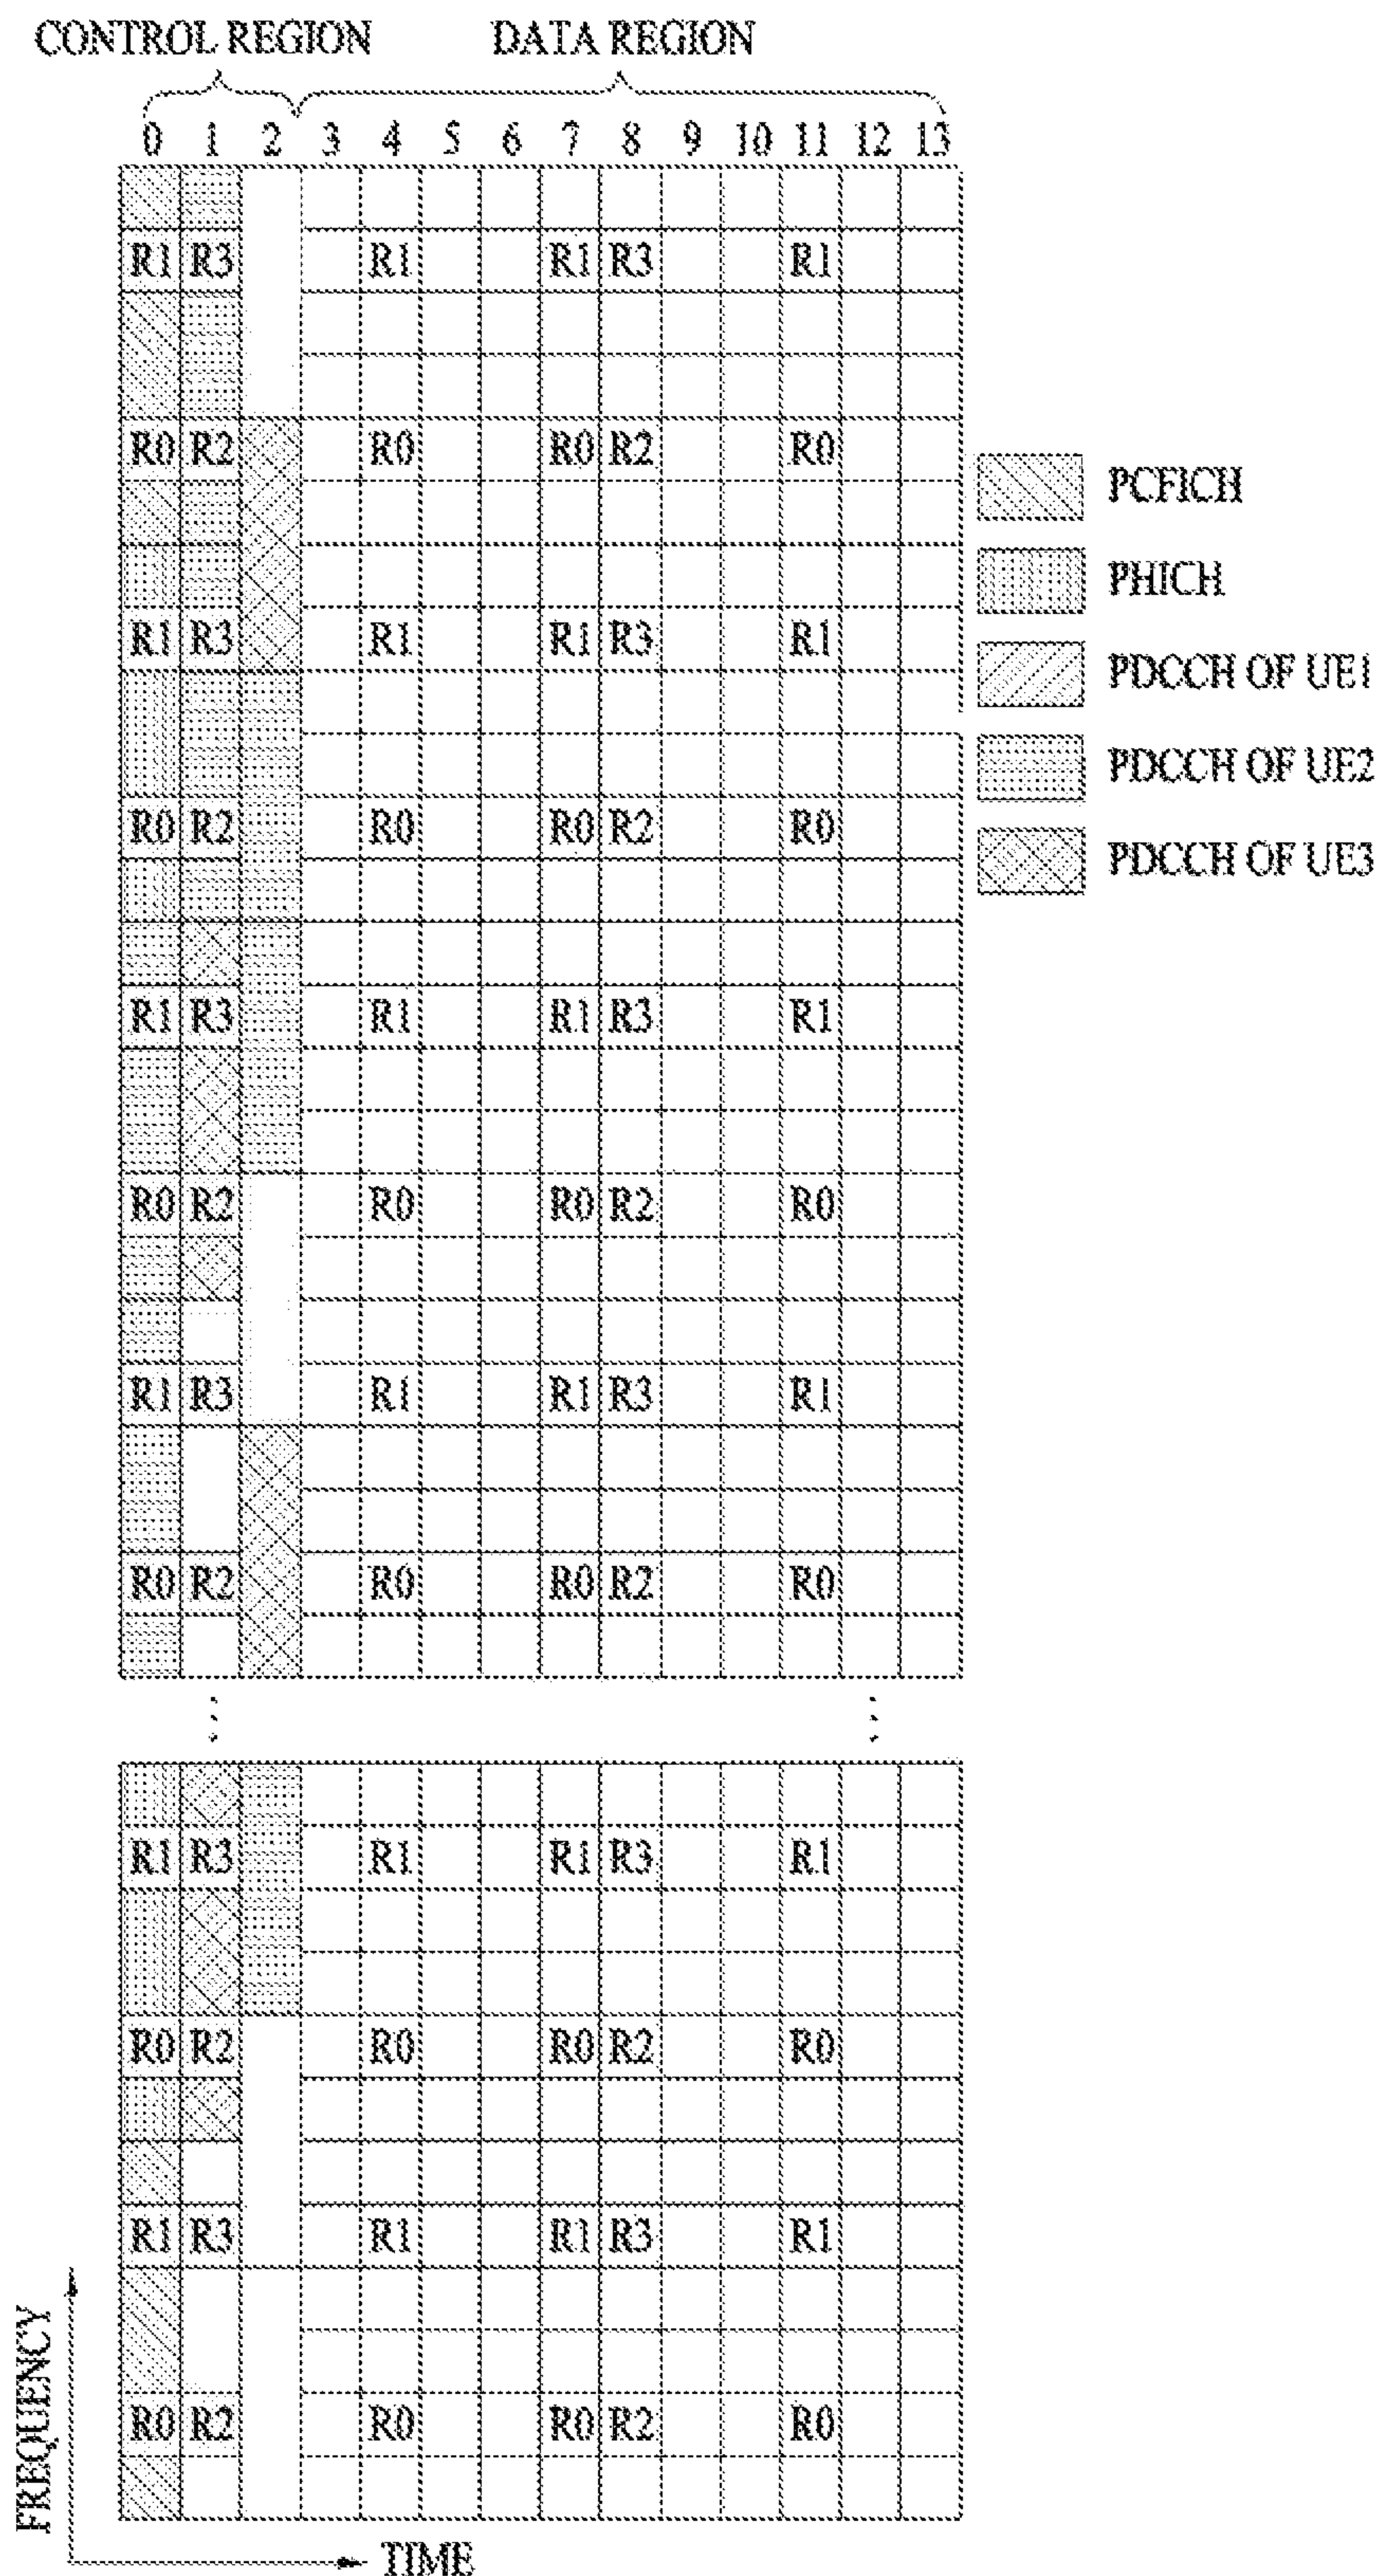 CONTROL REGION DATA REGION
0 1 2 3 4 5 6 7 8 9 10 11 12 13
R1 R3 R1 R1 R3 R1
R0 R2 R0 R0 R2 R0
PCFICH
PHICH
R1 R3 R1 R1 R3 R1
PDCCH OF UE1
PDCCH OF UE2
R0 R2 R0 R0 R2 R0
PDCCH OF UE3
R1 R3 R1 R1 R3 R1
R0 R2 R0 R0 R2 R0
R1 R3 R1 R1 R3 R1
R0 R2 R0 R0 R2 R0
R1 R3 R1 R1 R3 R1
R0 R2 R0 R0 R2 R0
R1 R3 R1 R1 R3 R1
R0 R2 R0 R0 R2 R0
FREQUENCY
TIME